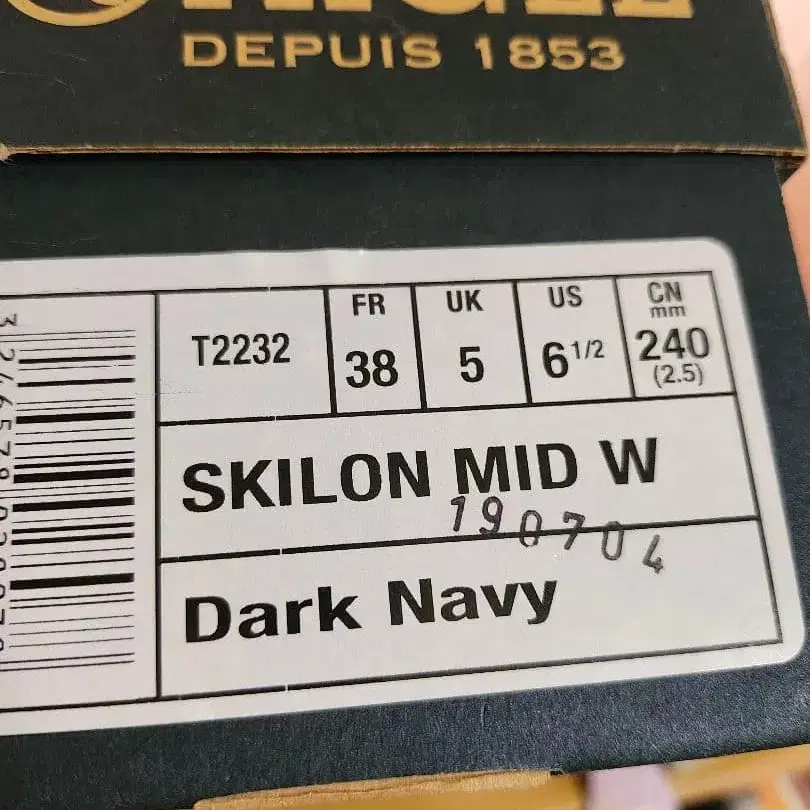 DEPUIS 1853
T2232
FR
38
UK
5
US
6 1/2
CN
mm
240
(2.5)
SKILON MID W
190704
Dark Navy